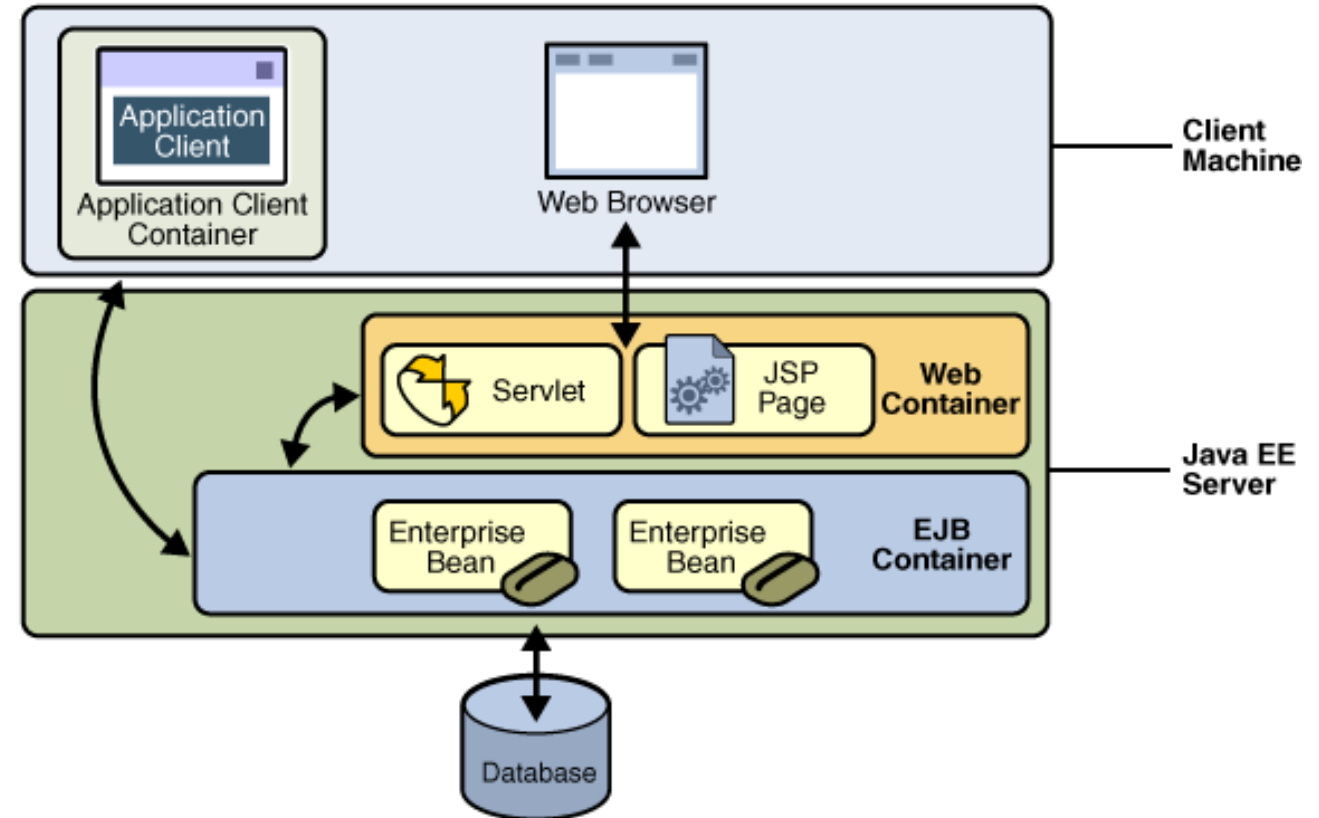 Application
Client
Application Client
Container
Web Browser
Client
Machine
Servlet
JSP
Page
Web
Container
Java EE
Server
Enterprise
Bean
Enterprise
Bean
EJB
Container
Database